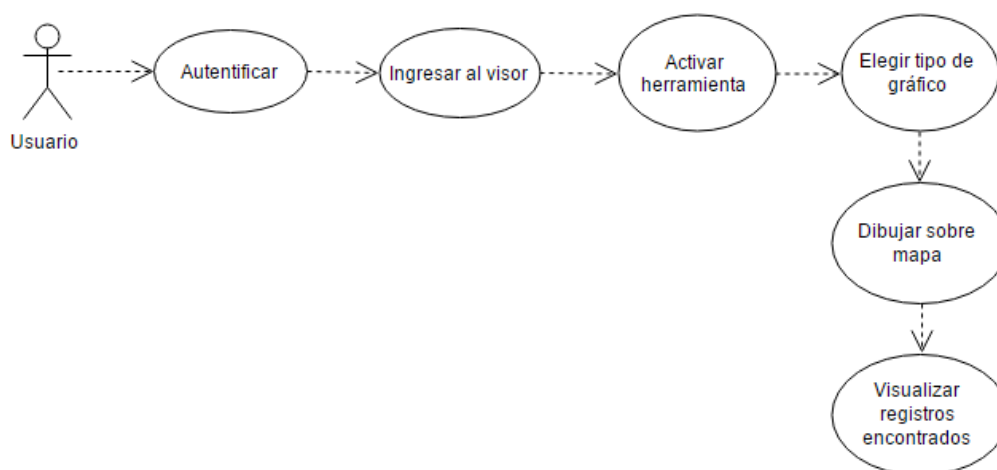 Usuario
Autentificar
Ingresar al visor
Activar
herramienta
Elegir tipo de
gráfico
Dibujar sobre
mapa
Visualizar
registros
encontrados